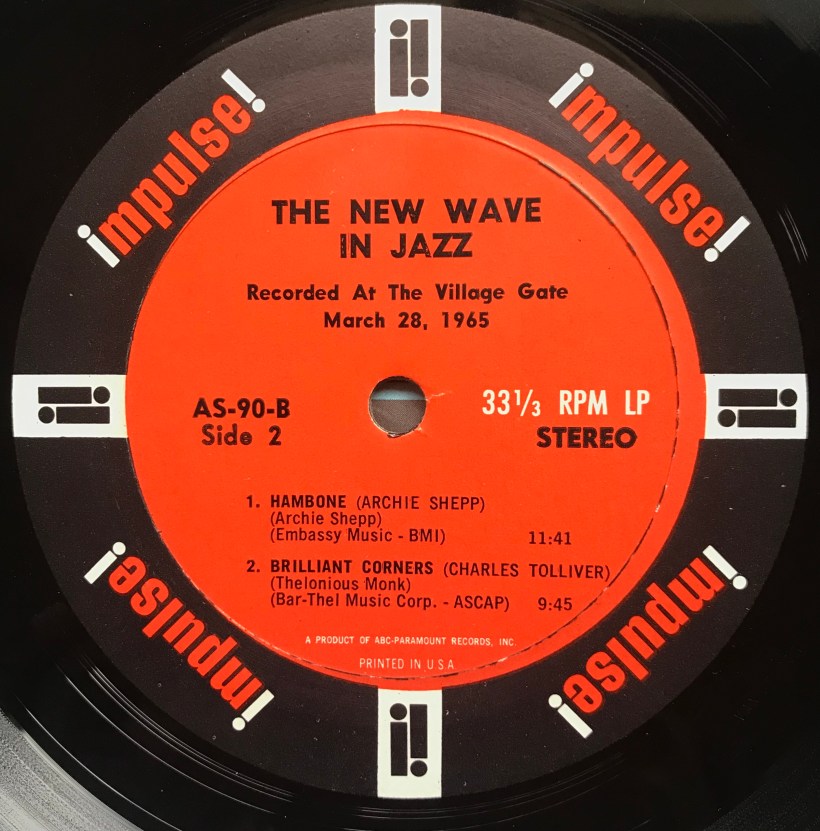 impulse!
impulse!
THE NEW WAVE
IN JAZZ
Recorded At The Village Gate
March 28, 1965
AS-90-B
Side 2
33 1/3 RPM LP
STEREO
1. HAMBONE (ARCHIE SHEPP)
(Archie Shepp)
(Embassy Music - BMI) 11:41
2. BRILLIANT CORNERS (CHARLES TOLLIVER)
(Thelonious Monk)
(Bar-Thel Music Corp. - ASCAP) 9:45
A PRODUCT OF ABC-PARAMOUNT RECORDS, INC.
PRINTED IN U.S.A
impulse!
impulse!